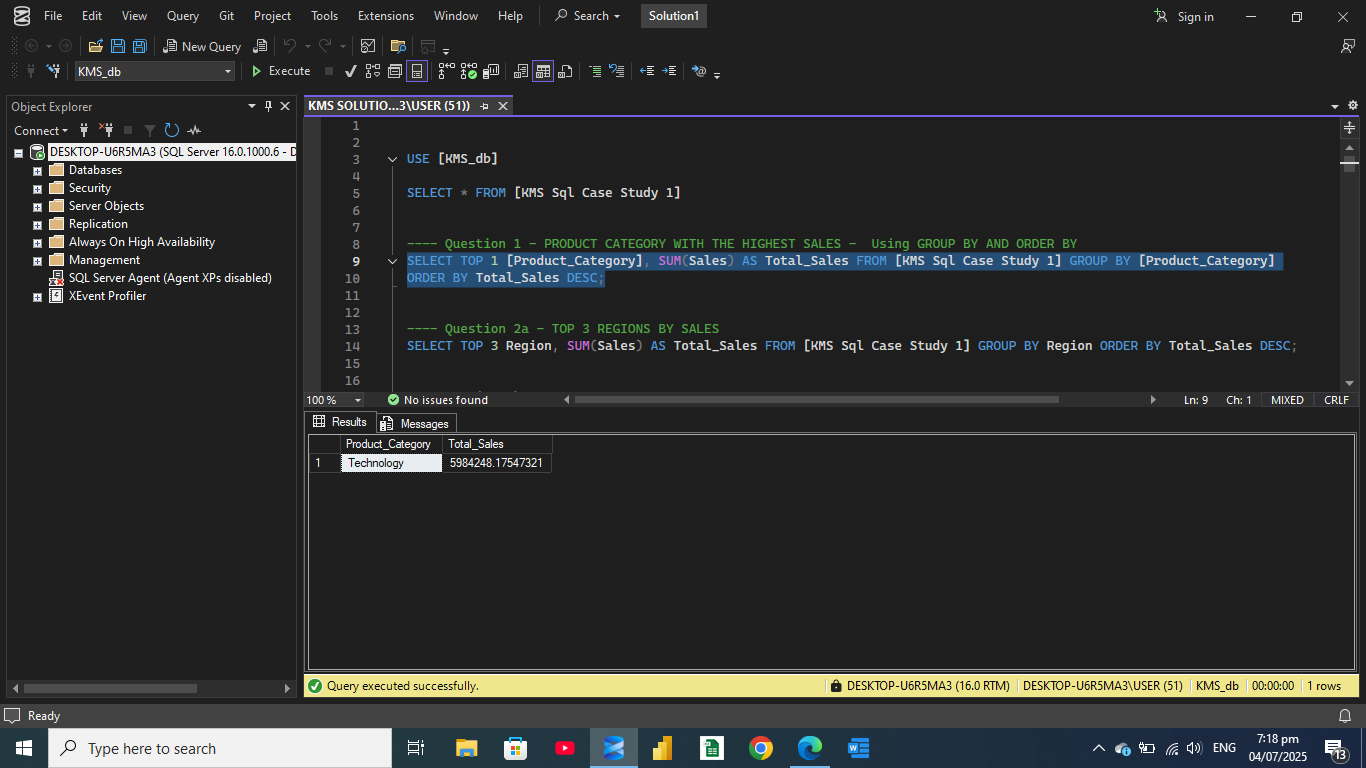 File Edit View Query Git Project Tools Extensions Window Help Search Solution1 Sign in
New Query
KMS_db Execute
Object Explorer
Connect
DESKTOP-U6R5MA3 (SQL Server 16.0.1000.6 - D
Databases
Security
Server Objects
Replication
Always On High Availability
Management
SQL Server Agent (Agent XPs disabled)
XEvent Profiler
KMS SOLUTIO...3\USER (51))
1
2
3 USE [KMS_db]
4
5 SELECT * FROM [KMS Sql Case Study 1]
6
7
8 ---- Question 1 - PRODUCT CATEGORY WITH THE HIGHEST SALES - Using GROUP BY AND ORDER BY
9 SELECT TOP 1 [Product_Category], SUM(Sales) AS Total_Sales FROM [KMS Sql Case Study 1] GROUP BY [Product_Category]
10 ORDER BY Total_Sales DESC;
11
12
13 ---- Question 2a - TOP 3 REGIONS BY SALES
14 SELECT TOP 3 Region, SUM(Sales) AS Total_Sales FROM [KMS Sql Case Study 1] GROUP BY Region ORDER BY Total_Sales DESC;
15
16
100 % No issues found Ln: 9 Ch: 1 MIXED CRLF
Results Messages
Product_Category Total_Sales
1 Technology 5984248.17547321
Query executed successfully. DESKTOP-U6R5MA3 (16.0 RTM) DESKTOP-U6R5MA3\USER (51) KMS_db 00:00:00 1 rows
Ready
Type here to search ENG 7:18 pm
04/07/2025 13